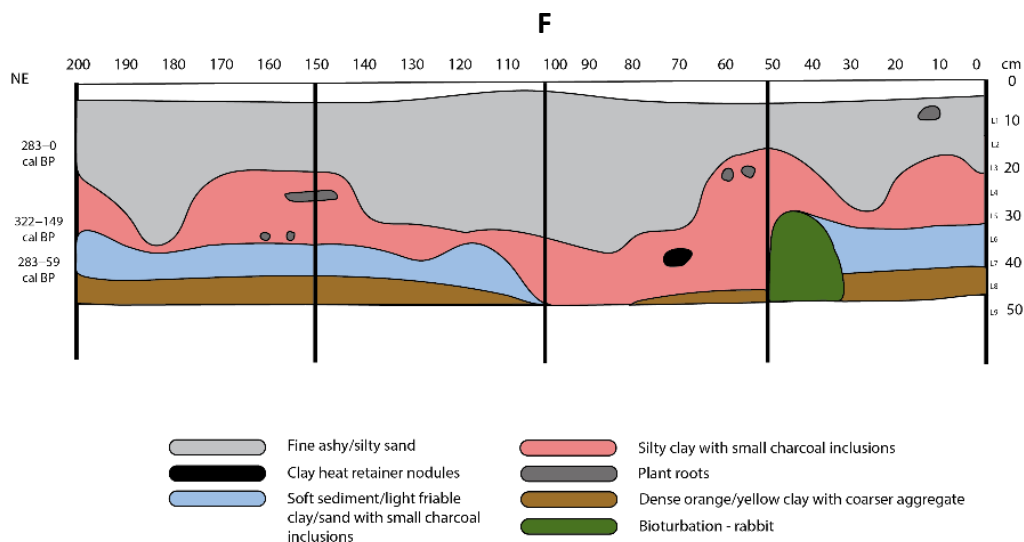 F
200 190 180 170 160 150 140 130 120 110 100 90 80 70 60 50 40 30 20 10 0 cm
NE
0
L1 10
283–0
cal BP
L2
L3 20
L4
322–149
cal BP
L5 30
L6
283–59
cal BP
L7 40
L8
L9 50
Fine ashy/silty sand
Clay heat retainer nodules
Soft sediment/light friable
clay/sand with small charcoal
inclusions
Silty clay with small charcoal inclusions
Plant roots
Dense orange/yellow clay with coarser aggregate
Bioturbation - rabbit